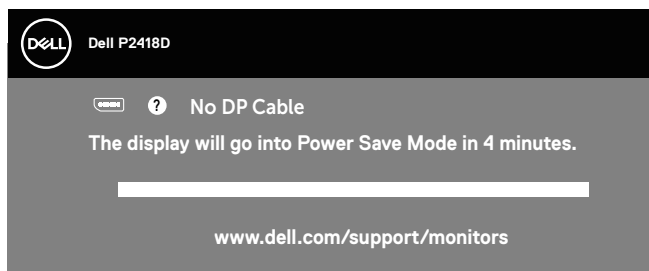 DELL Dell P2418D
? No DP Cable
The display will go into Power Save Mode in 4 minutes.
www.dell.com/support/monitors